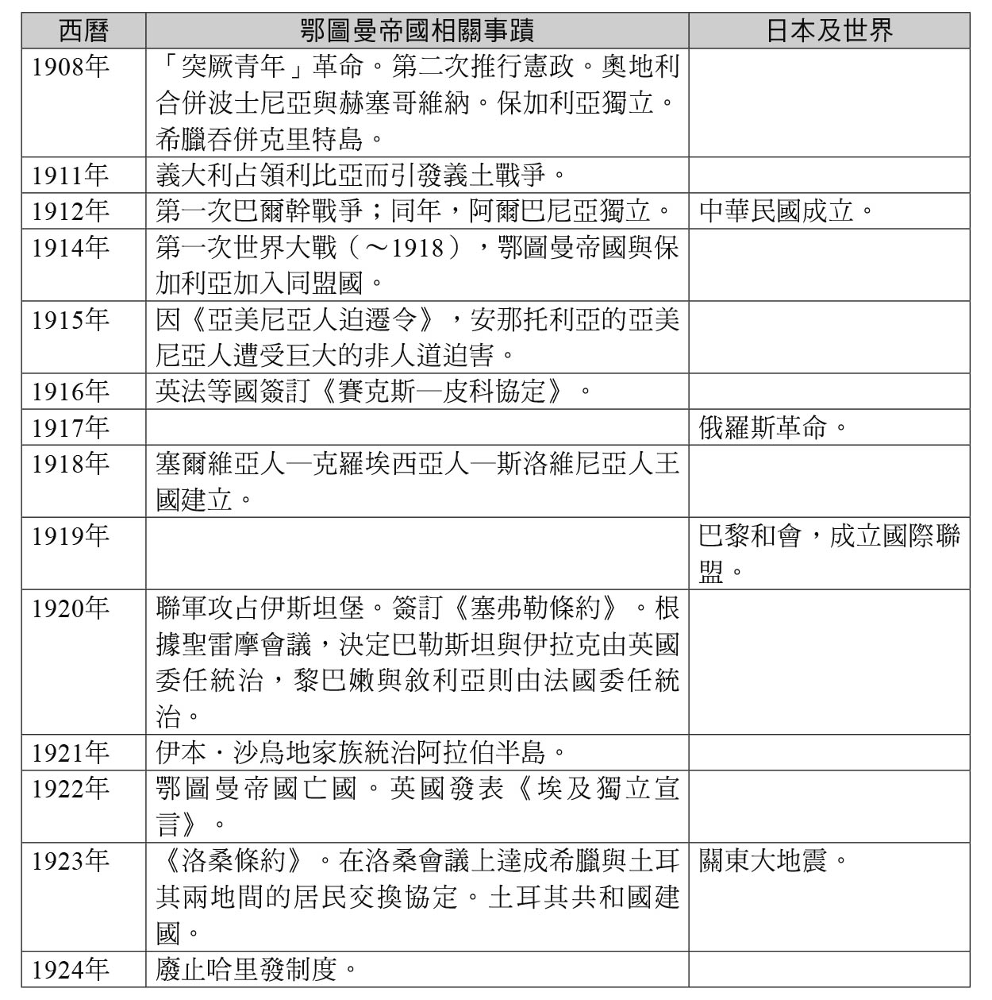 西曆 鄂圖曼帝國相關事蹟 日本及世界
1908年 「突厥青年」革命。第二次推行憲政。奧地利
合併波士尼亞與赫塞哥維納。保加利亞獨立。
希臘吞併克里特島。
1911年 義大利占領利比亞而引發義土戰爭。
1912年 第一次巴爾幹戰爭；同年，阿爾巴尼亞獨立。 中華民國成立。
1914年 第一次世界大戰（～1918），鄂圖曼帝國與保
加利亞加入同盟國。
1915年 因《亞美尼亞人迫遷令》，安那托利亞的亞美
尼亞人遭受巨大的非人道迫害。
1916年 英法等國簽訂《賽克斯—皮科協定》。
1917年 俄羅斯革命。
1918年 塞爾維亞人—克羅埃西亞人—斯洛維尼亞人王
國建立。
1919年 巴黎和會，成立國際聯
盟。
1920年 聯軍攻占伊斯坦堡。簽訂《塞弗勒條約》。根
據聖雷摩會議，決定巴勒斯坦與伊拉克由英國
委任統治，黎巴嫩與敘利亞則由法國委任統
治。
1921年 伊本．沙烏地家族統治阿拉伯半島。
1922年 鄂圖曼帝國亡國。英國發表《埃及獨立宣
言》。
1923年 《洛桑條約》。在洛桑會議上達成希臘與土耳 關東大地震。
其兩地間的居民交換協定。土耳其共和國建
國。
1924年 廢止哈里發制度。